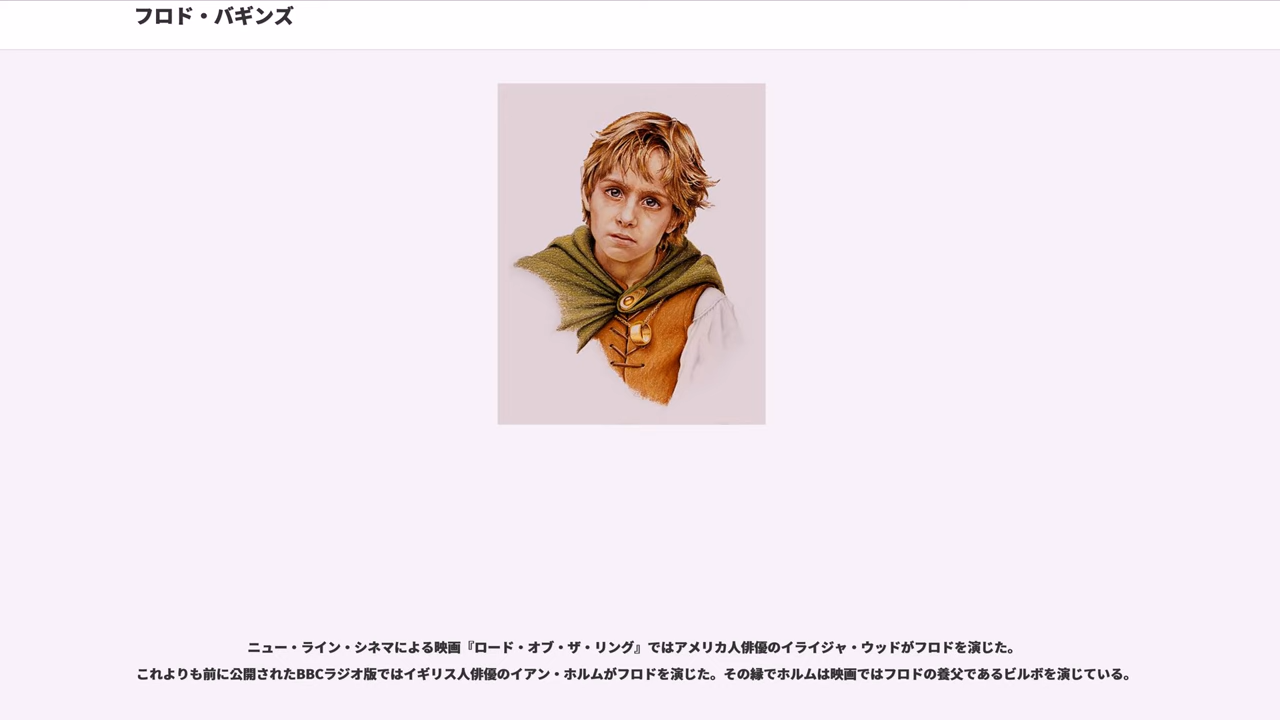 フロド・バギンズ
ニュー・ライン・シネマによる映画『ロード・オブ・ザ・リング』ではアメリカ人俳優のイライジャ・ウッドがフロドを演じた。
これよりも前に公開されたBBCラジオ版ではイギリス人俳優のイアン・ホルムがフロドを演じた。その縁でホルムは映画ではフロドの養父であるビルボを演じている。